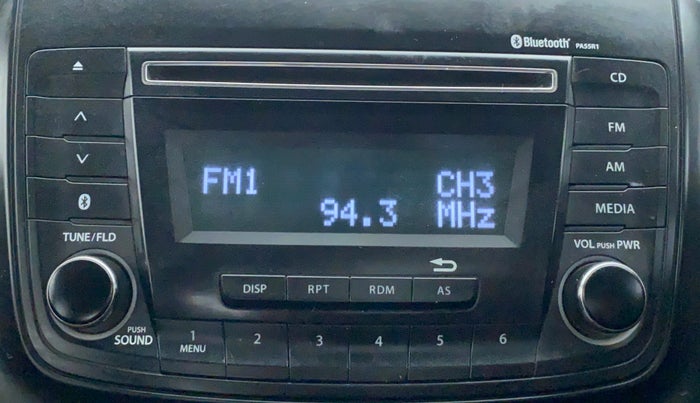 Bluetooth® PA55R1
CD
FM
AM
MEDIA
FM1 CH3
94.3 MHz
TUNE/FLD
VOL PUSH PWR
DISP RPT RDM AS
PUSH
SOUND
1 2 3 4 5 6
MENU